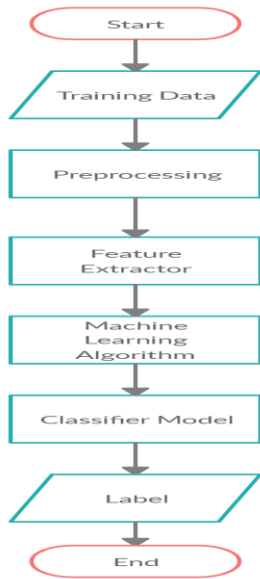 Start
Training Data
Preprocessing
Feature
Extractor
Machine
Learning
Algorithm
Classifier Model
Label
End